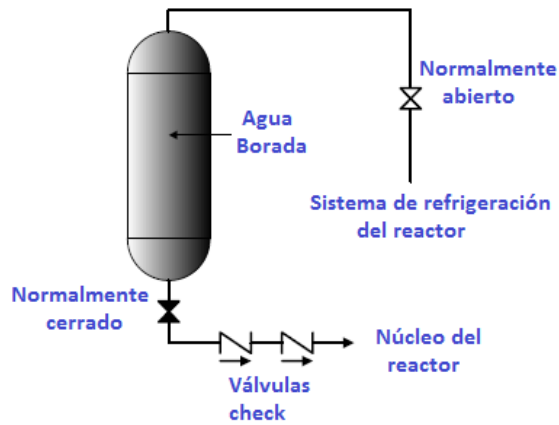 Normalmente
abierto
Agua
Borada
Sistema de refrigeración
del reactor
Normalmente
cerrado
Núcleo del
reactor
Válvulas
check